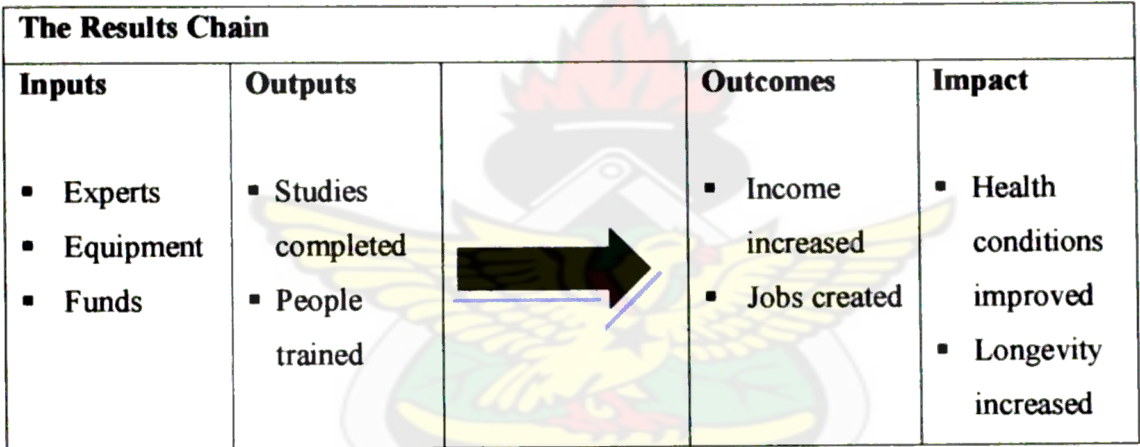 The Results Chain
Inputs
▪ Experts
▪ Equipment
▪ Funds
Outputs
▪ Studies
completed
▪ People
trained
Outcomes
▪ Income
increased
▪ Jobs created
Impact
▪ Health
conditions
improved
▪ Longevity
increased